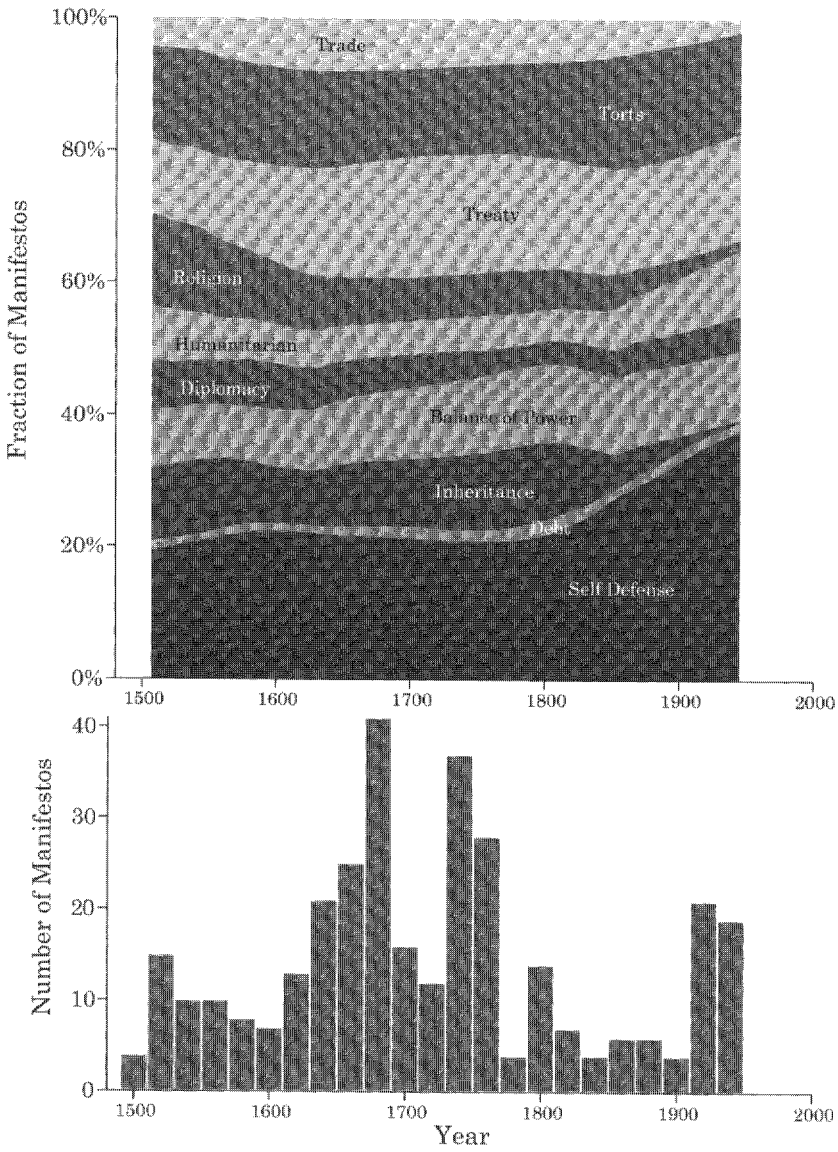 100%
80%
60%
40%
20%
0%
Fraction of Manifestos
Trade
Torts
Treaty
Religion
Humanitarian
Diplomacy
Balance of Power
Inheritance
Debt
Self Defense
1500 1600 1700 1800 1900 2000
40
30
20
10
0
Number of Manifestos
1500 1600 1700 1800 1900 2000
Year